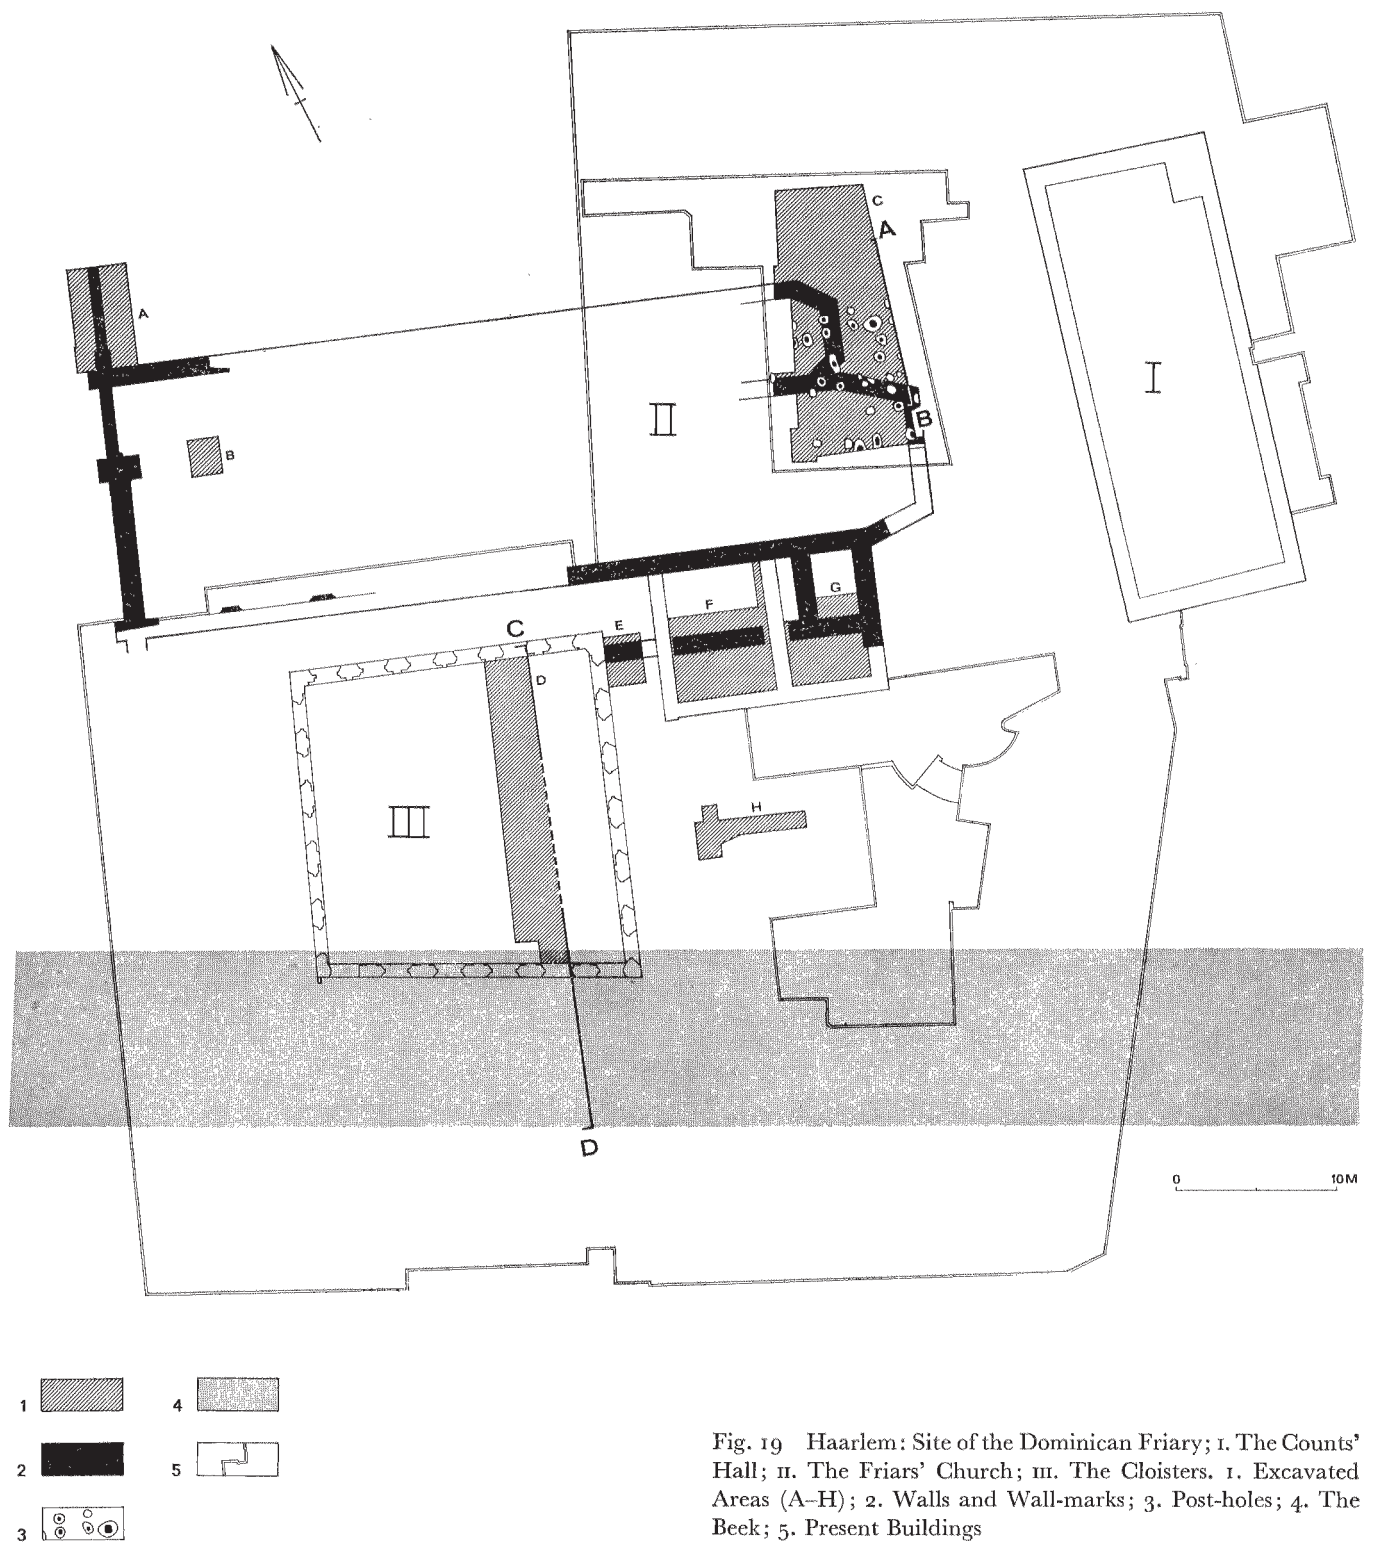 C
A
A
I
B
II
B
G
F
E
C
D
H
III
D
0 10M
1
4
2
5
3
Fig. 19 Haarlem: Site of the Dominican Friary; I. The Counts’
Hall; II. The Friars’ Church; III. The Cloisters. 1. Excavated
Areas (A–H); 2. Walls and Wall-marks; 3. Post-holes; 4. The
Beek; 5. Present Buildings